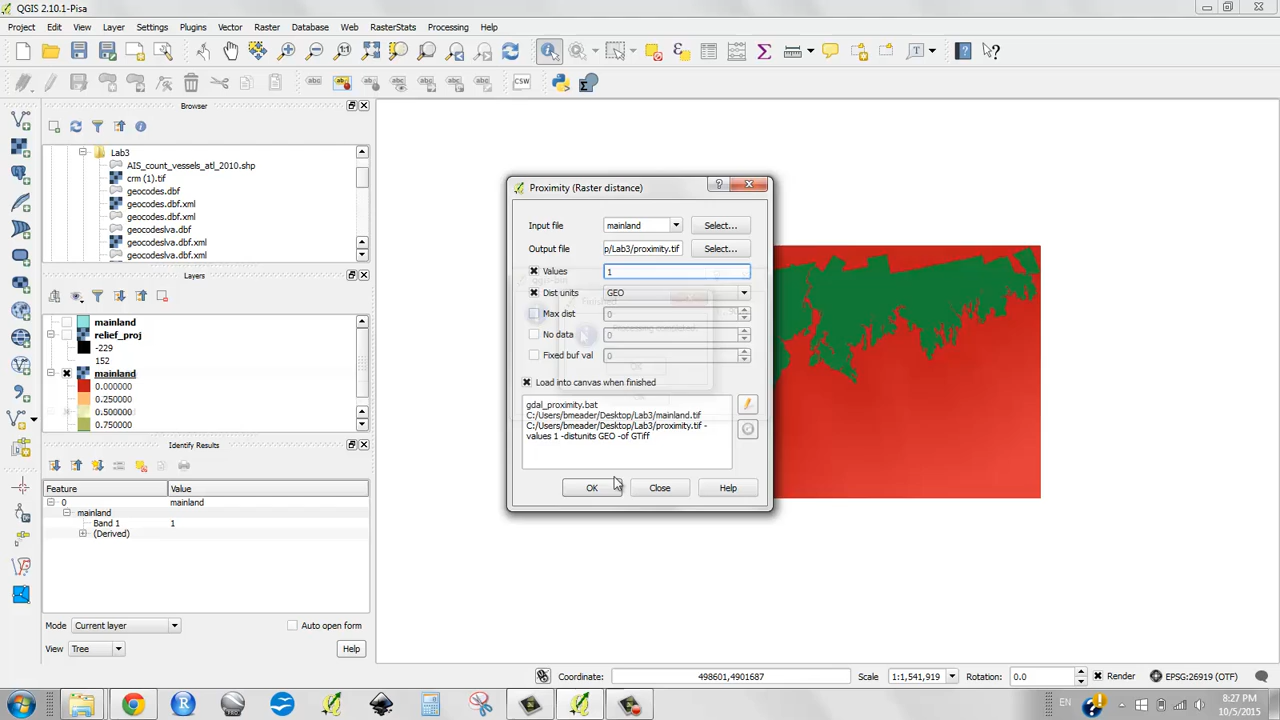 QGIS 2.10.1-Pisa
Project Edit View Layer Settings Plugins Vector Raster Database Web RasterStats Processing Help
CSW
Browser
Lab3
AIS_count_vessels_atl_2010.shp
crm (1).tif
geocodes.dbf
geocodes.dbf.xml
geocodes.dbf.xml
geocodeslva.dbf
geocodeslva.dbf.xml
Layers
mainland
relief_proj
-229
152
mainland
0.000000
0.250000
0.500000
0.750000
Identify Results
Feature Value
0 mainland
mainland
Band 1 1
(Derived)
Mode Current layer Auto open form
View Tree Help
Proximity (Raster distance)
Input file mainland Select...
Output file p/Lab3/proximity.tif Select...
Values 1
Dist units GEO
Max dist 0
No data 0
Fixed buf val 0
Load into canvas when finished
gdal_proximity.bat
C:/Users/bmeader/Desktop/Lab3/mainland.tif
C:/Users/bmeader/Desktop/Lab3/proximity.tif -
values 1 -distunits GEO -of GTiff
OK Close Help
Finished
Processing completed.
OK
Coordinate: 498601,4901687 Scale 1:1,541,919 Rotation: 0.0 Render EPSG:26919 (OTF)
EN
8:27 PM
10/5/2015